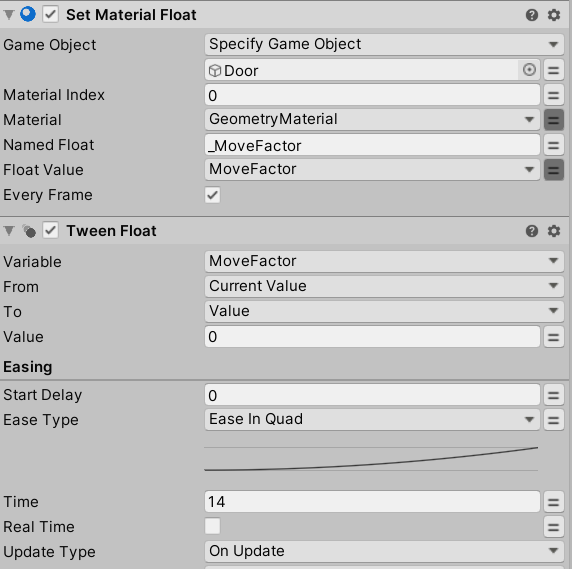 Set Material Float
Game Object Specify Game Object
Door
Material Index 0
Material GeometryMaterial
Named Float _MoveFactor
Float Value MoveFactor
Every Frame
Tween Float
Variable MoveFactor
From Current Value
To Value
Value 0
Easing
Start Delay 0
Ease Type Ease In Quad
Time 14
Real Time
Update Type On Update